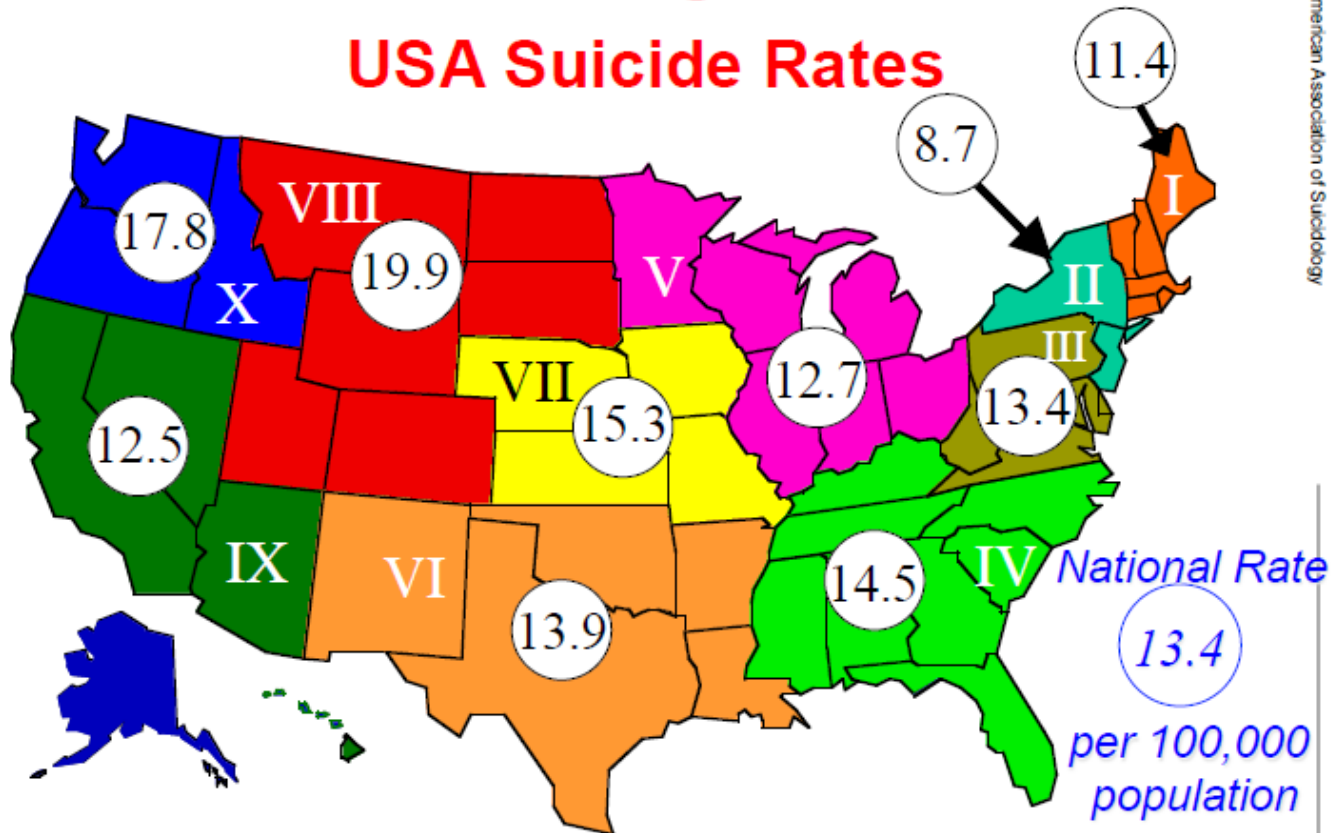 USA Suicide Rates
11.4
8.7
I
VIII
17.8
19.9
V
II
X
III
VII
12.7
13.4
15.3
12.5
IX
VI
14.5
IV
National Rate
13.9
13.4
per 100,000
population
merican Association of Suicidology